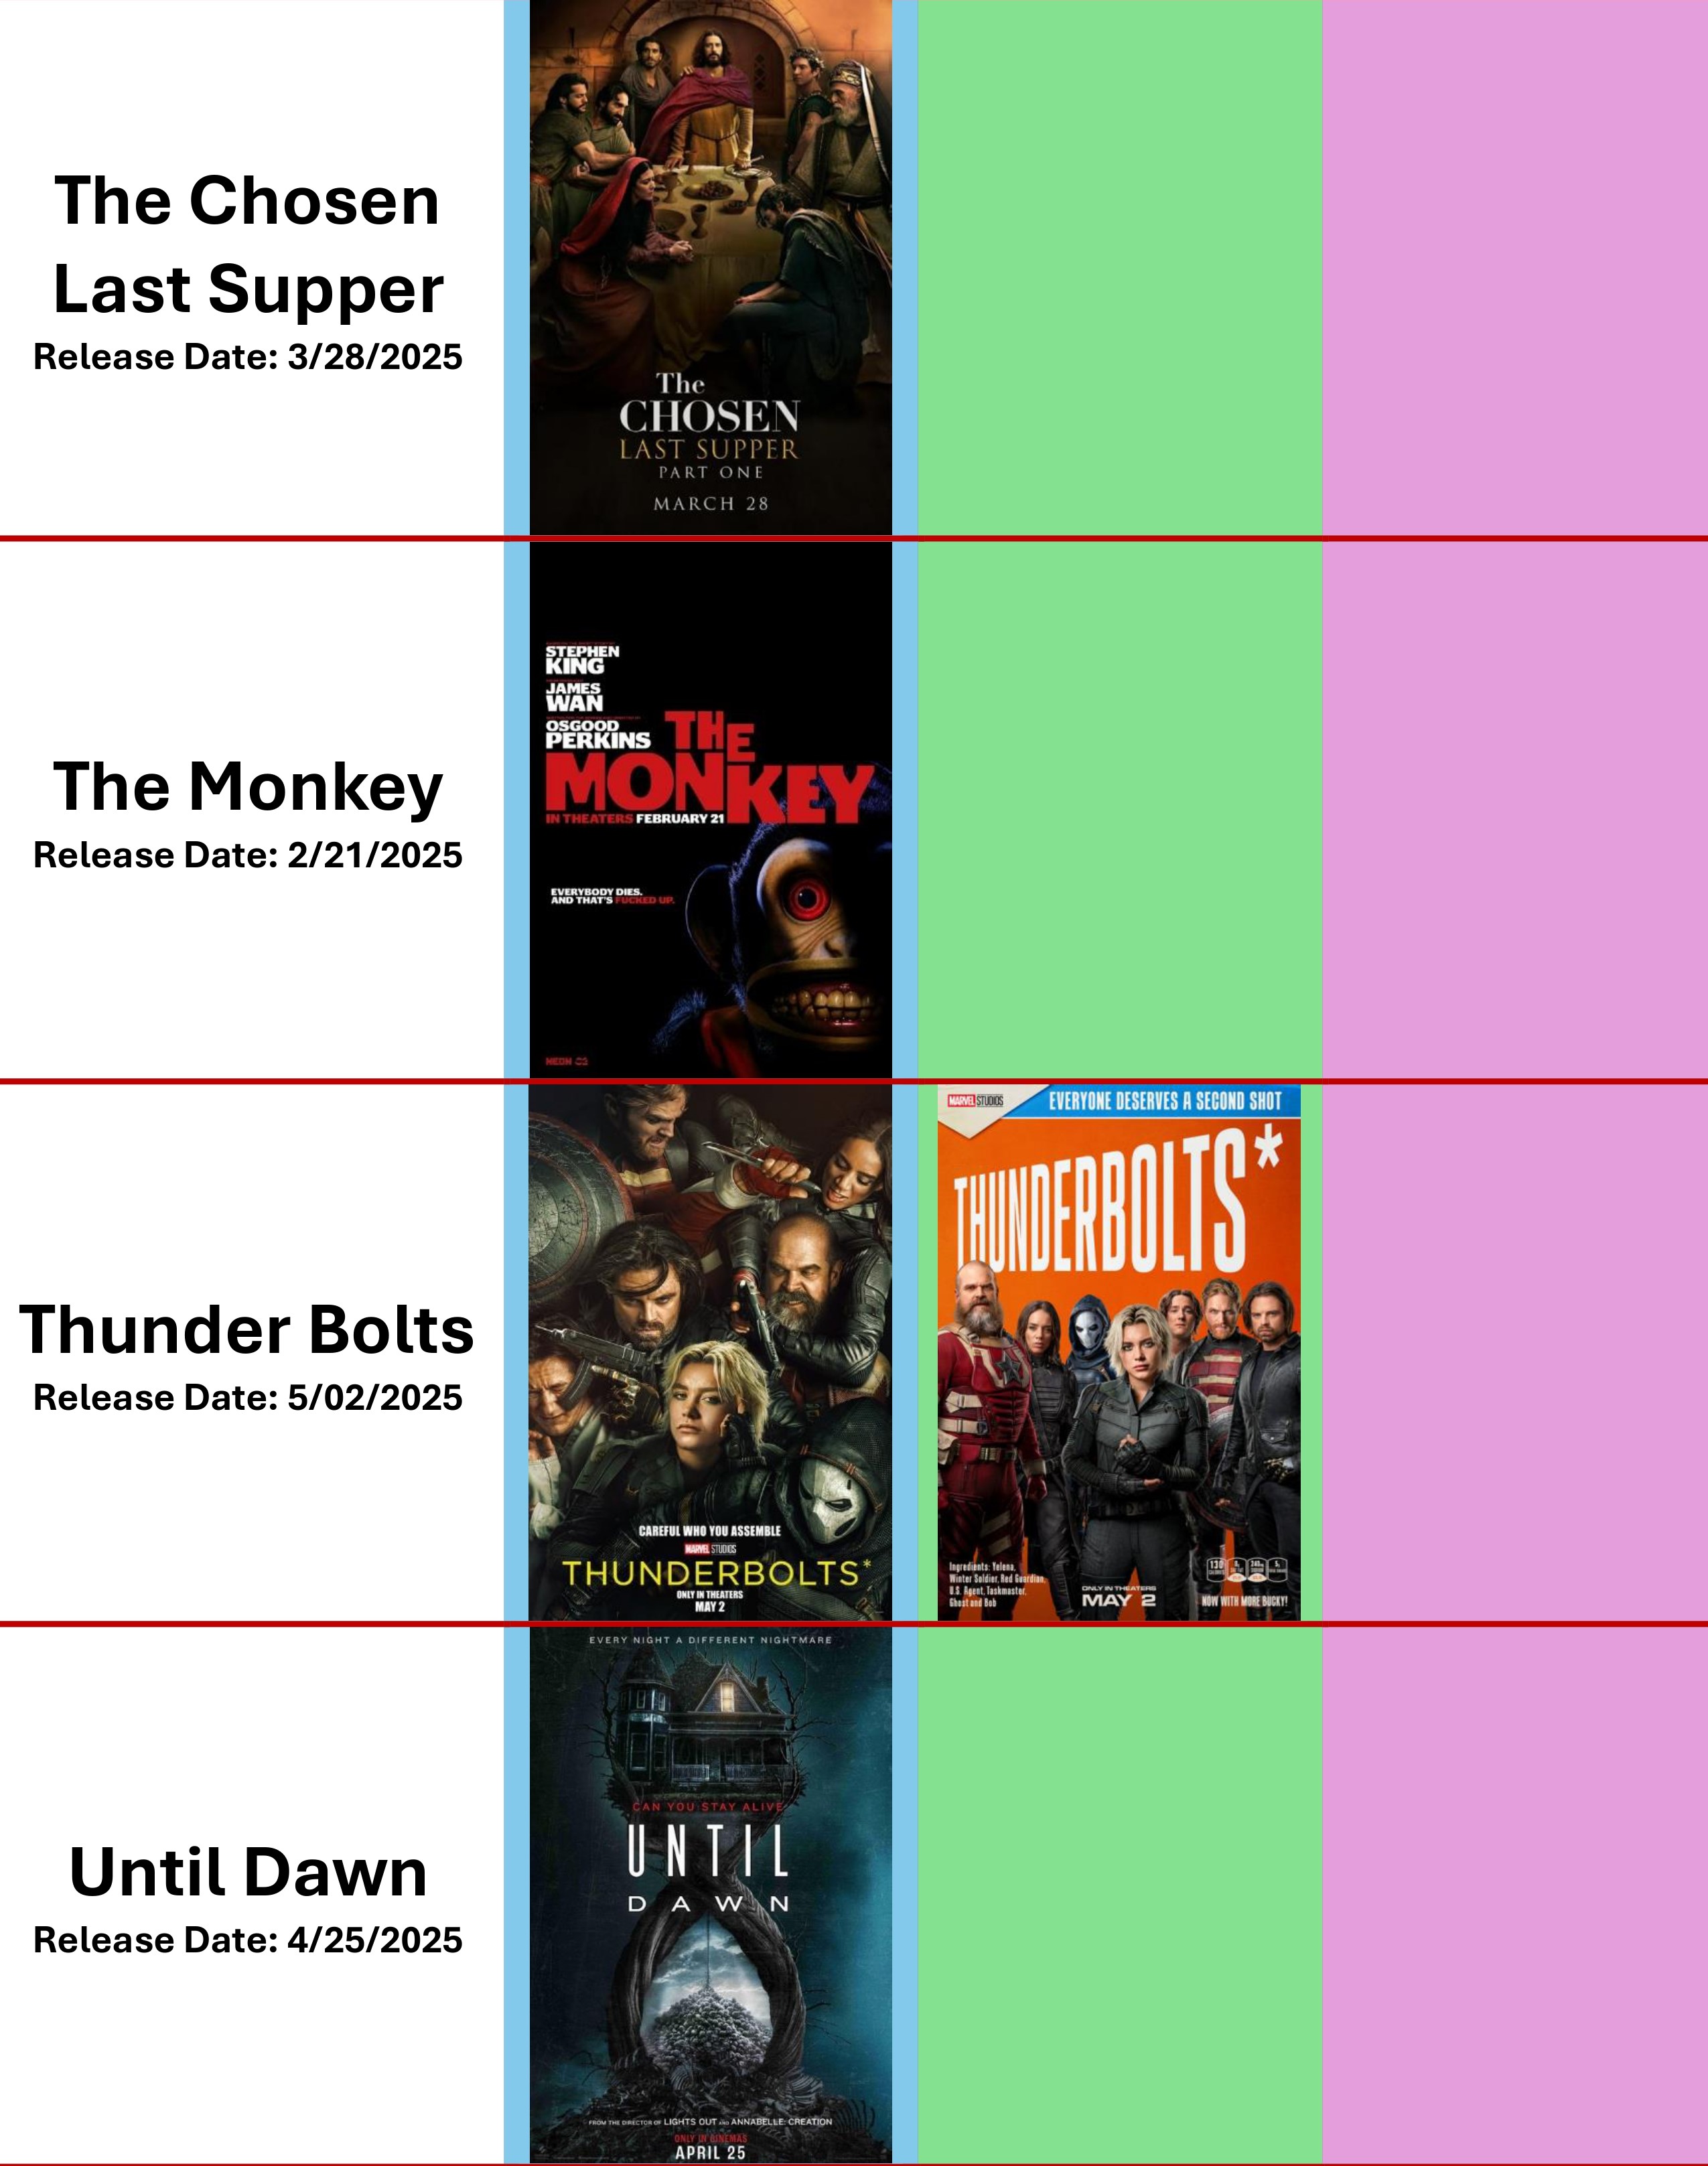 The Chosen
Last Supper
Release Date: 3/28/2025
The
CHOSEN
LAST SUPPER
PART ONE
MARCH 28
The Monkey
Release Date: 2/21/2025
STEPHEN
KING
JAMES
WAN
OSGOOD
PERKINS
THE
MONKEY
IN THEATERS FEBRUARY 21
EVERYBODY DIES.
AND THAT'S FUCKED UP.
NEON
Thunder Bolts
Release Date: 5/02/2025
CAREFUL WHO YOU ASSEMBLE
MARVEL STUDIOS
THUNDERBOLTS*
ONLY IN THEATERS
MAY 2
MARVEL STUDIOS
EVERYONE DESERVES A SECOND SHOT
THUNDERBOLTS*
Ingredients: Yelena,
Winter Soldier, Red Guardian,
U.S. Agent, Taskmaster,
Ghost and Bob
ONLY IN THEATERS
MAY 2
130
NOW WITH MORE BUCKY!
Until Dawn
Release Date: 4/25/2025
EVERY NIGHT A DIFFERENT NIGHTMARE
CAN YOU STAY ALIVE
UNTIL
DAWN
FROM THE DIRECTOR OF LIGHTS OUT AND ANNABELLE: CREATION
ONLY IN CINEMAS
APRIL 25